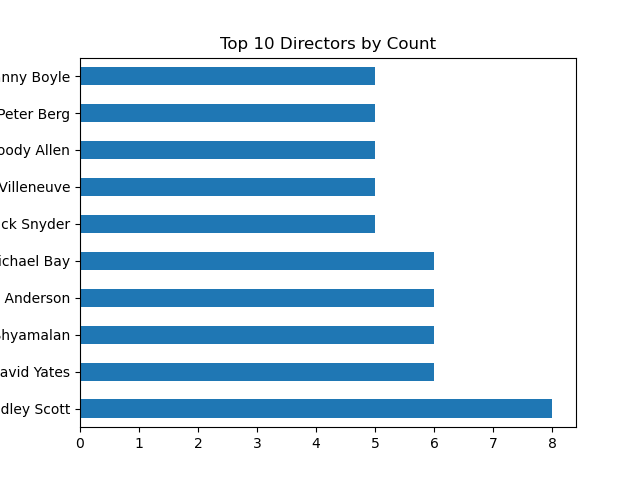 Top 10 Directors by Count
nny Boyle
Peter Berg
oody Allen
Villeneuve
ck Snyder
ichael Bay
Anderson
Shyamalan
avid Yates
dley Scott
0 1 2 3 4 5 6 7 8